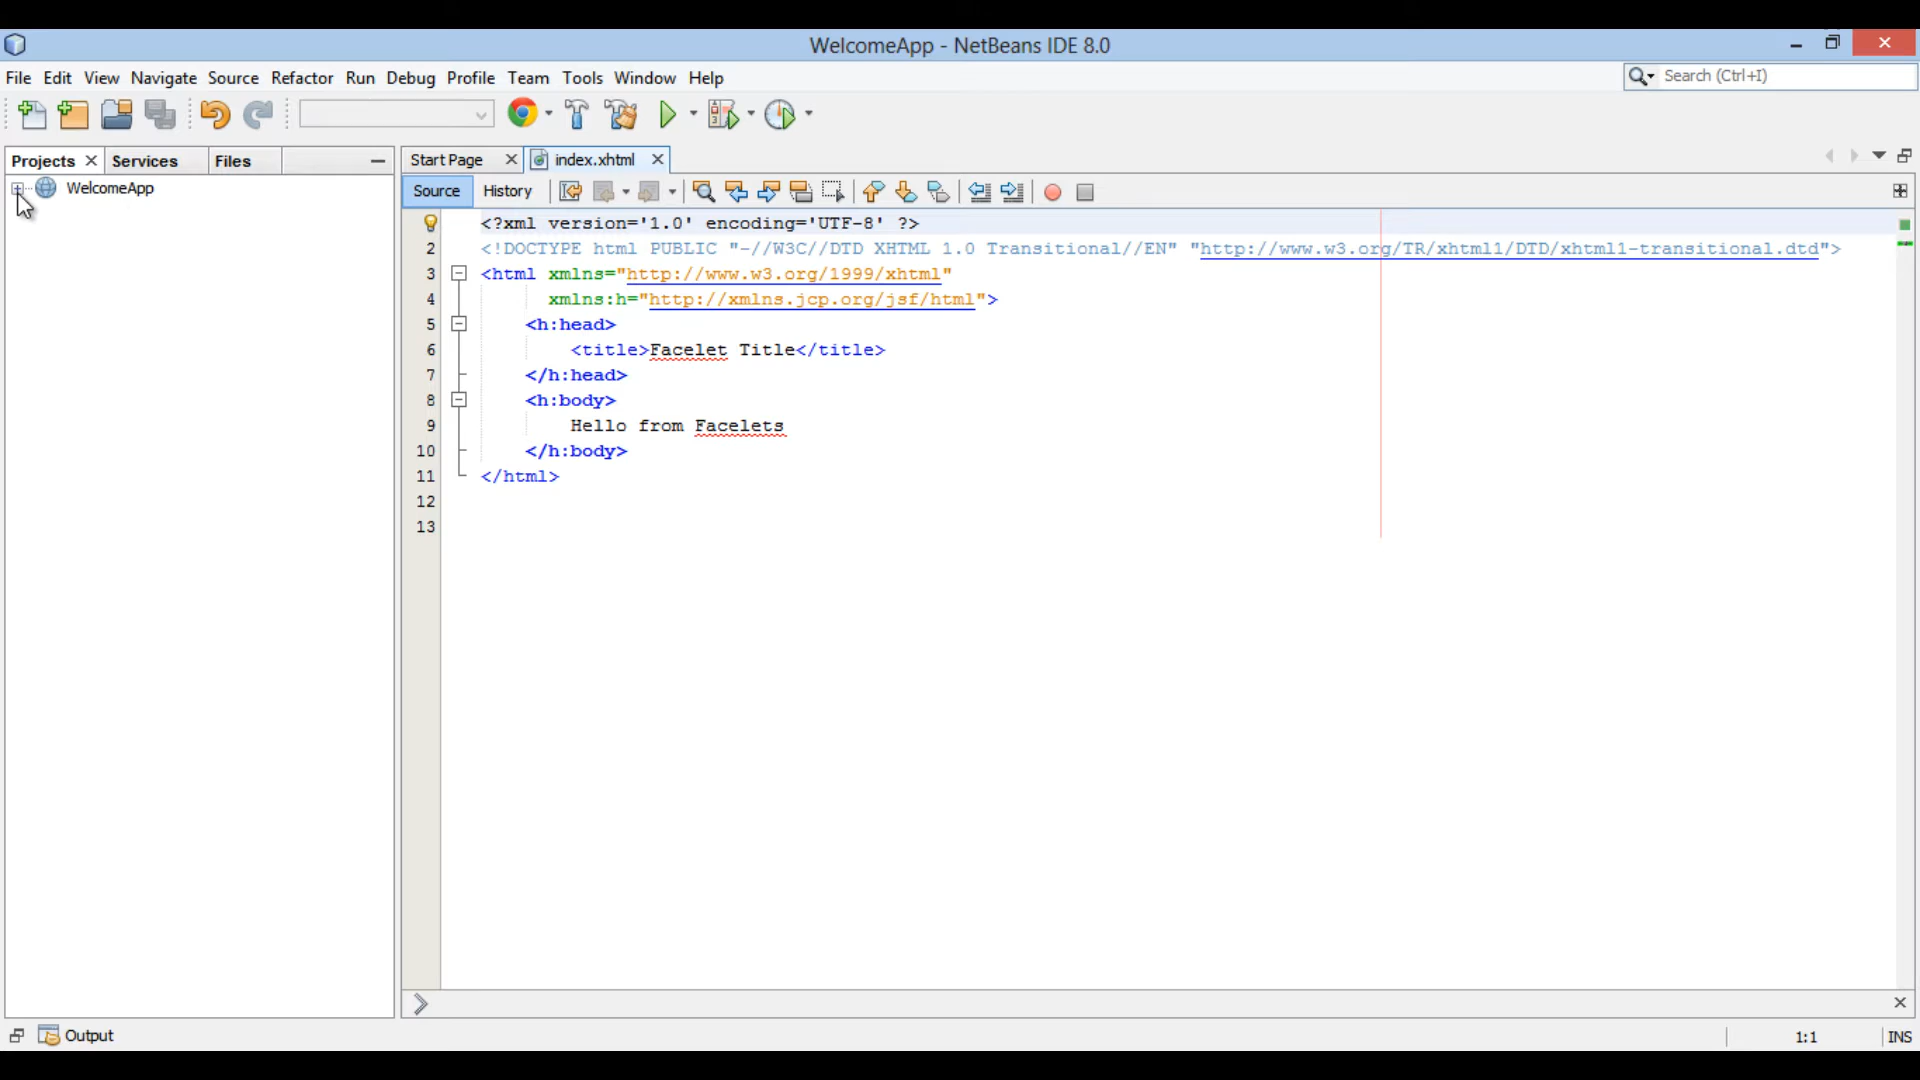 WelcomeApp - NetBeans IDE 8.0
File Edit View Navigate Source Refactor Run Debug Profile Team Tools Window Help
Search (Ctrl+I)
Projects Services Files
Start Page index.xhtml
WelcomeApp
Source History
<?xml version='1.0' encoding='UTF-8' ?>
2 <!DOCTYPE html PUBLIC "-//W3C//DTD XHTML 1.0 Transitional//EN" "http://www.w3.org/TR/xhtml1/DTD/xhtml1-transitional.dtd">
3 <html xmlns="http://www.w3.org/1999/xhtml"
4 xmlns:h="http://xmlns.jcp.org/jsf/html">
5 <h:head>
6 <title>Facelet Title</title>
7 </h:head>
8 <h:body>
9 Hello from Facelets
10 </h:body>
11 </html>
12
13
Output
1:1 INS